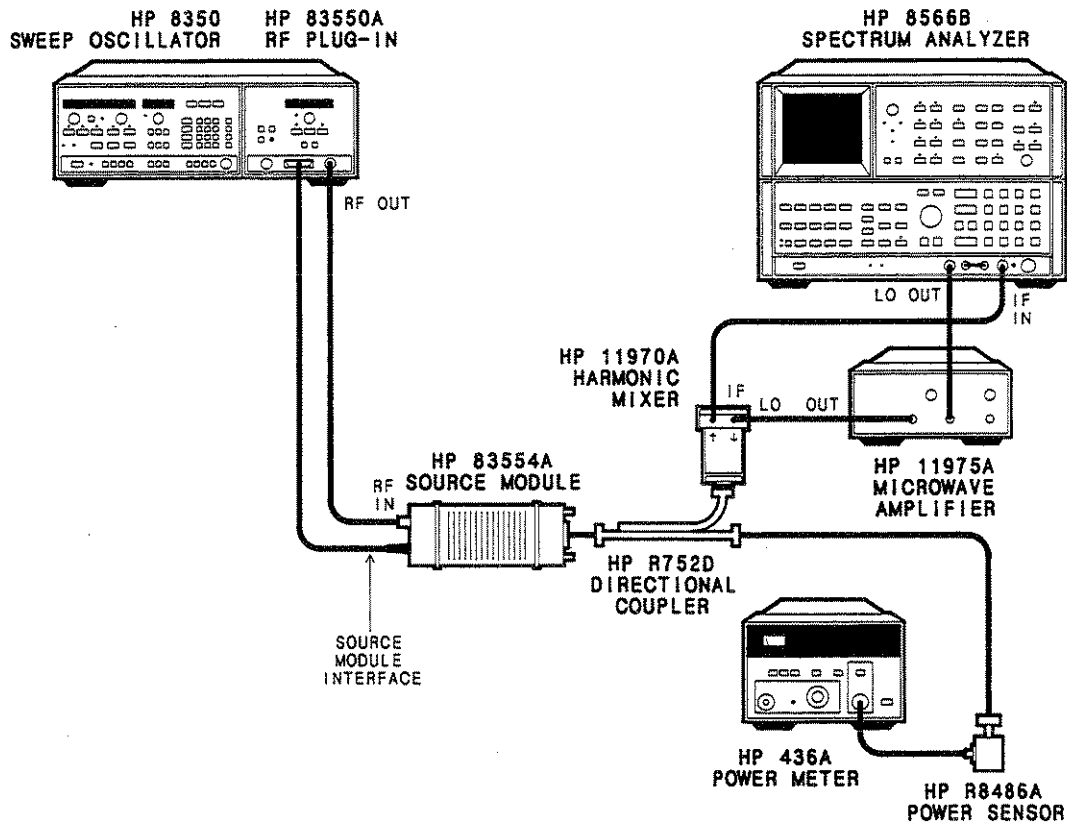 HP 8350
SWEEP OSCILLATOR
HP 83550A
RF PLUG-IN
HP 8566B
SPECTRUM ANALYZER
RF OUT
LO OUT
IF
IN
HP 11970A
HARMONIC
MIXER
IF
LO OUT
HP 11975A
MICROWAVE
AMPLIFIER
HP 83554A
SOURCE MODULE
RF
IN
HP R752D
DIRECTIONAL
COUPLER
SOURCE
MODULE
INTERFACE
HP 436A
POWER METER
HP R8486A
POWER SENSOR